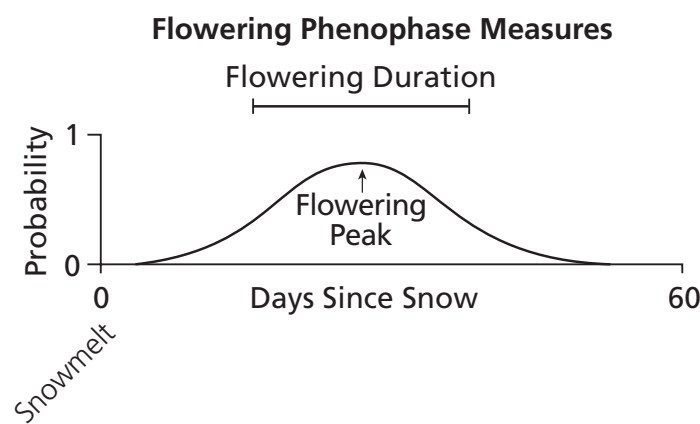 Flowering Phenophase Measures
Flowering Duration
1
Probability
Flowering
Peak
0
0
Days Since Snow
60
Snowmelt